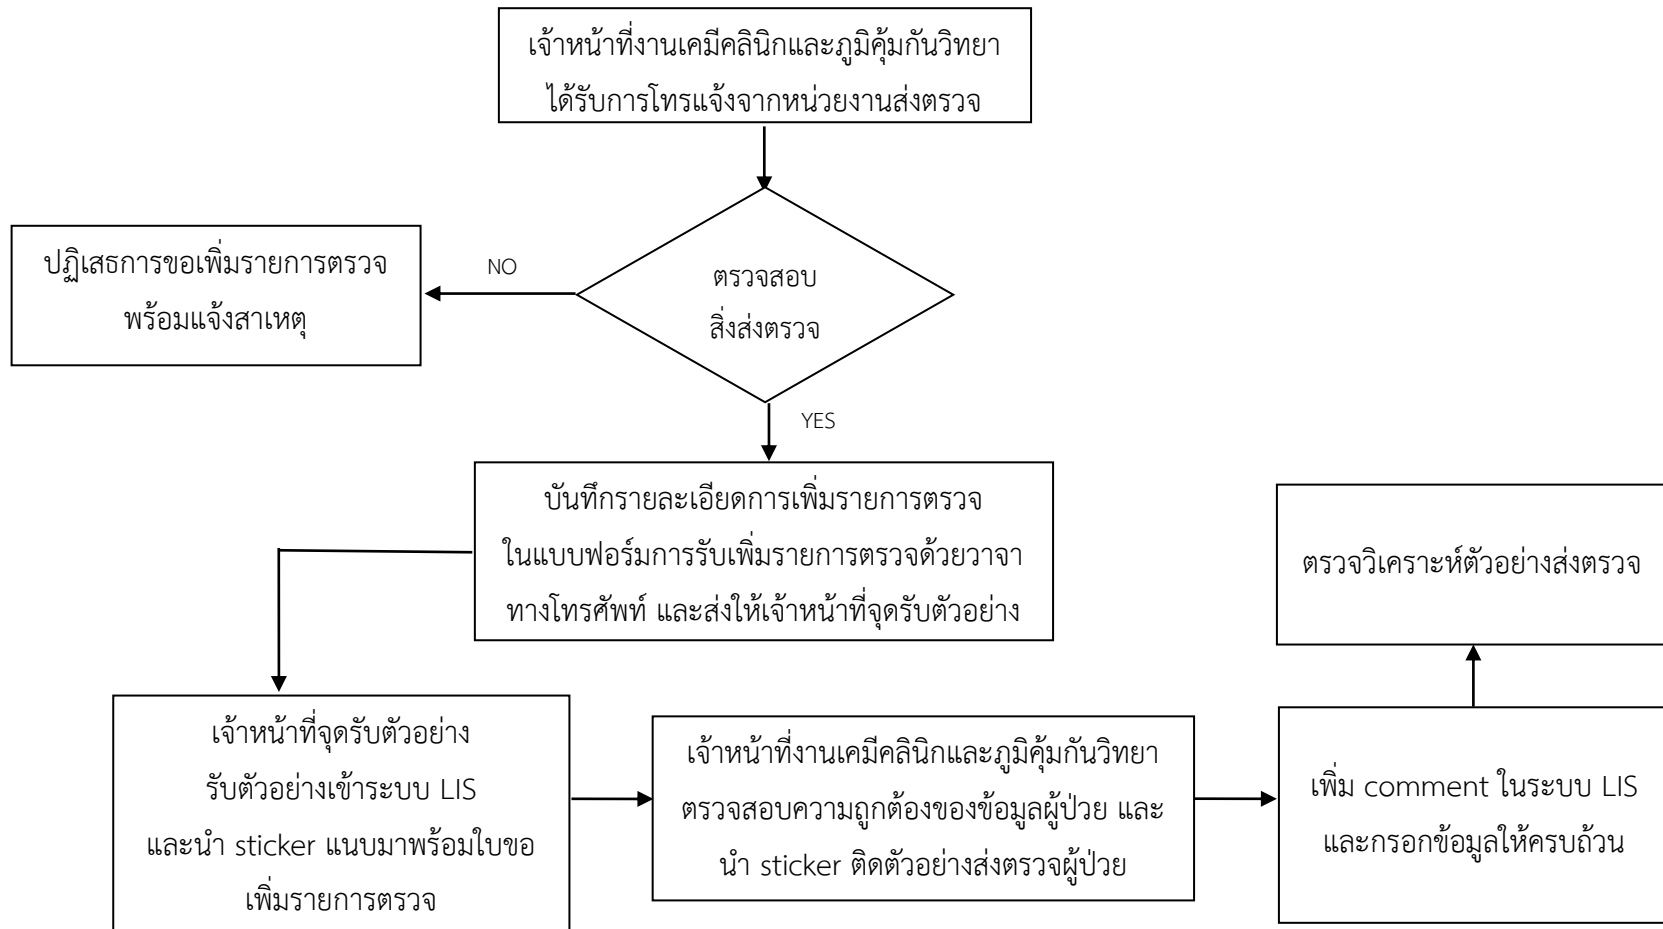 เจ้าหน้าที่งานเคมีคลินิกและภูมิคุ้มกันวิทยา
ได้รับการโทรแจ้งจากหน่วยงานส่งตรวจ
ตรวจสอบ
สิ่งส่งตรวจ
NO
ปฏิเสธการขอเพิ่มรายการตรวจ
พร้อมแจ้งสาเหตุ
YES
บันทึกรายละเอียดการเพิ่มรายการตรวจ
ในแบบฟอร์มการรับเพิ่มรายการตรวจด้วยวาจา
ทางโทรศัพท์ และส่งให้เจ้าหน้าที่จุดรับตัวอย่าง
เจ้าหน้าที่จุดรับตัวอย่าง
รับตัวอย่างเข้าระบบ LIS
และนำ sticker แนบมาพร้อมใบขอ
เพิ่มรายการตรวจ
เจ้าหน้าที่งานเคมีคลินิกและภูมิคุ้มกันวิทยา
ตรวจสอบความถูกต้องของข้อมูลผู้ป่วย และ
นำ sticker ติดตัวอย่างส่งตรวจผู้ป่วย
เพิ่ม comment ในระบบ LIS
และกรอกข้อมูลให้ครบถ้วน
ตรวจวิเคราะห์ตัวอย่างส่งตรวจ